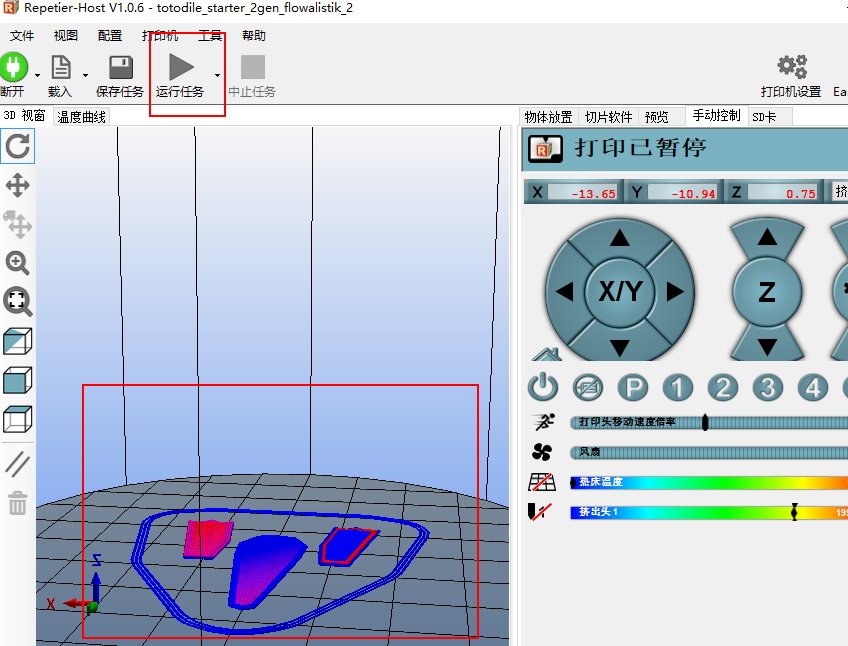 Repetier-Host V1.0.6 - totodile_starter_2gen_flowalistik_2
文件 视图 配置 打印机 工具 帮助
断开 载入 保存任务 运行任务 中止任务 打印机设置 Ea
3D 视窗 温度曲线
物体放置 切片软件 预览 手动控制 SD卡
R 打印已暂停
X -13.65 Y -10.94 Z 0.75 挤
X/Y Z
P 1 2 3 4
打印头移动速度倍率
风扇
垫床温度
挤出头1 199
Z
X